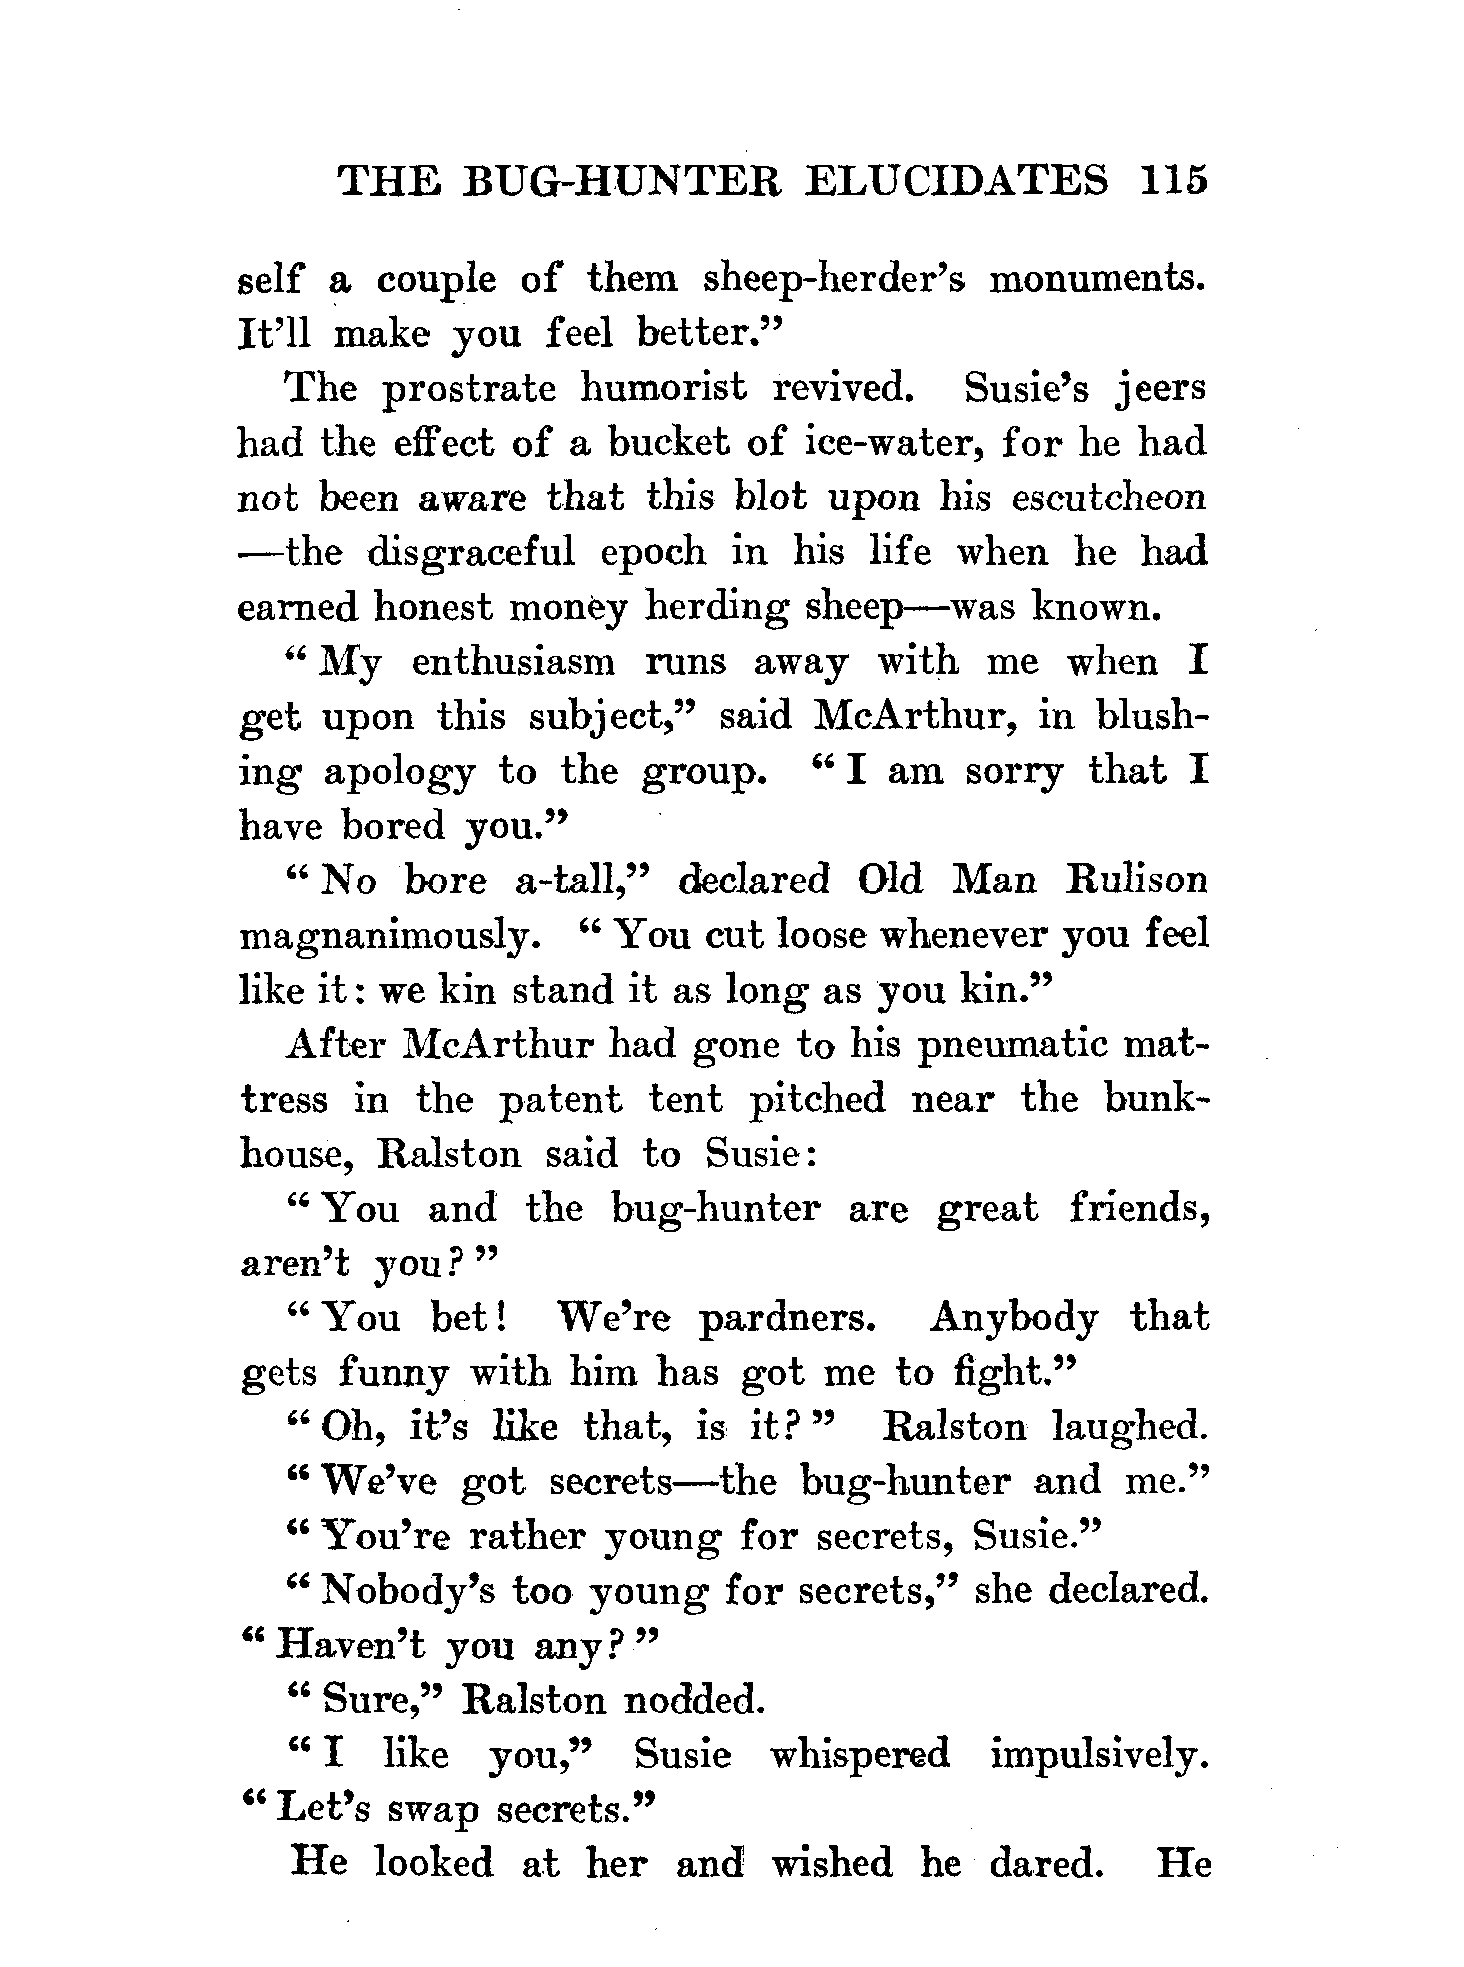 THE BUG-HUNTER ELUCIDATES 115
self a couple of them sheep-herder's monuments.
It'll make you feel better."
The prostrate humorist revived. Susie's jeers
had the effect of a bucket of ice-water, for he had
not been aware that this blot upon his escutcheon
—the disgraceful epoch in his life when he had
earned honest money herding sheep—was known.
"My enthusiasm runs away with me when I
get upon this subject," said McArthur, in blush-
ing apology to the group. "I am sorry that I
have bored you."
"No bore a-tall," declared Old Man Rulison
magnanimously. "You cut loose whenever you feel
like it: we kin stand it as long as you kin."
After McArthur had gone to his pneumatic mat-
tress in the patent tent pitched near the bunk-
house, Ralston said to Susie:
"You and the bug-hunter are great friends,
aren't you?"
"You bet! We're pardners. Anybody that
gets funny with him has got me to fight."
"Oh, it's like that, is it?" Ralston laughed.
"We've got secrets—the bug-hunter and me."
"You're rather young for secrets, Susie."
"Nobody's too young for secrets," she declared.
"Haven't you any?"
"Sure," Ralston nodded.
"I like you," Susie whispered impulsively.
"Let's swap secrets."
He looked at her and wished he dared. He